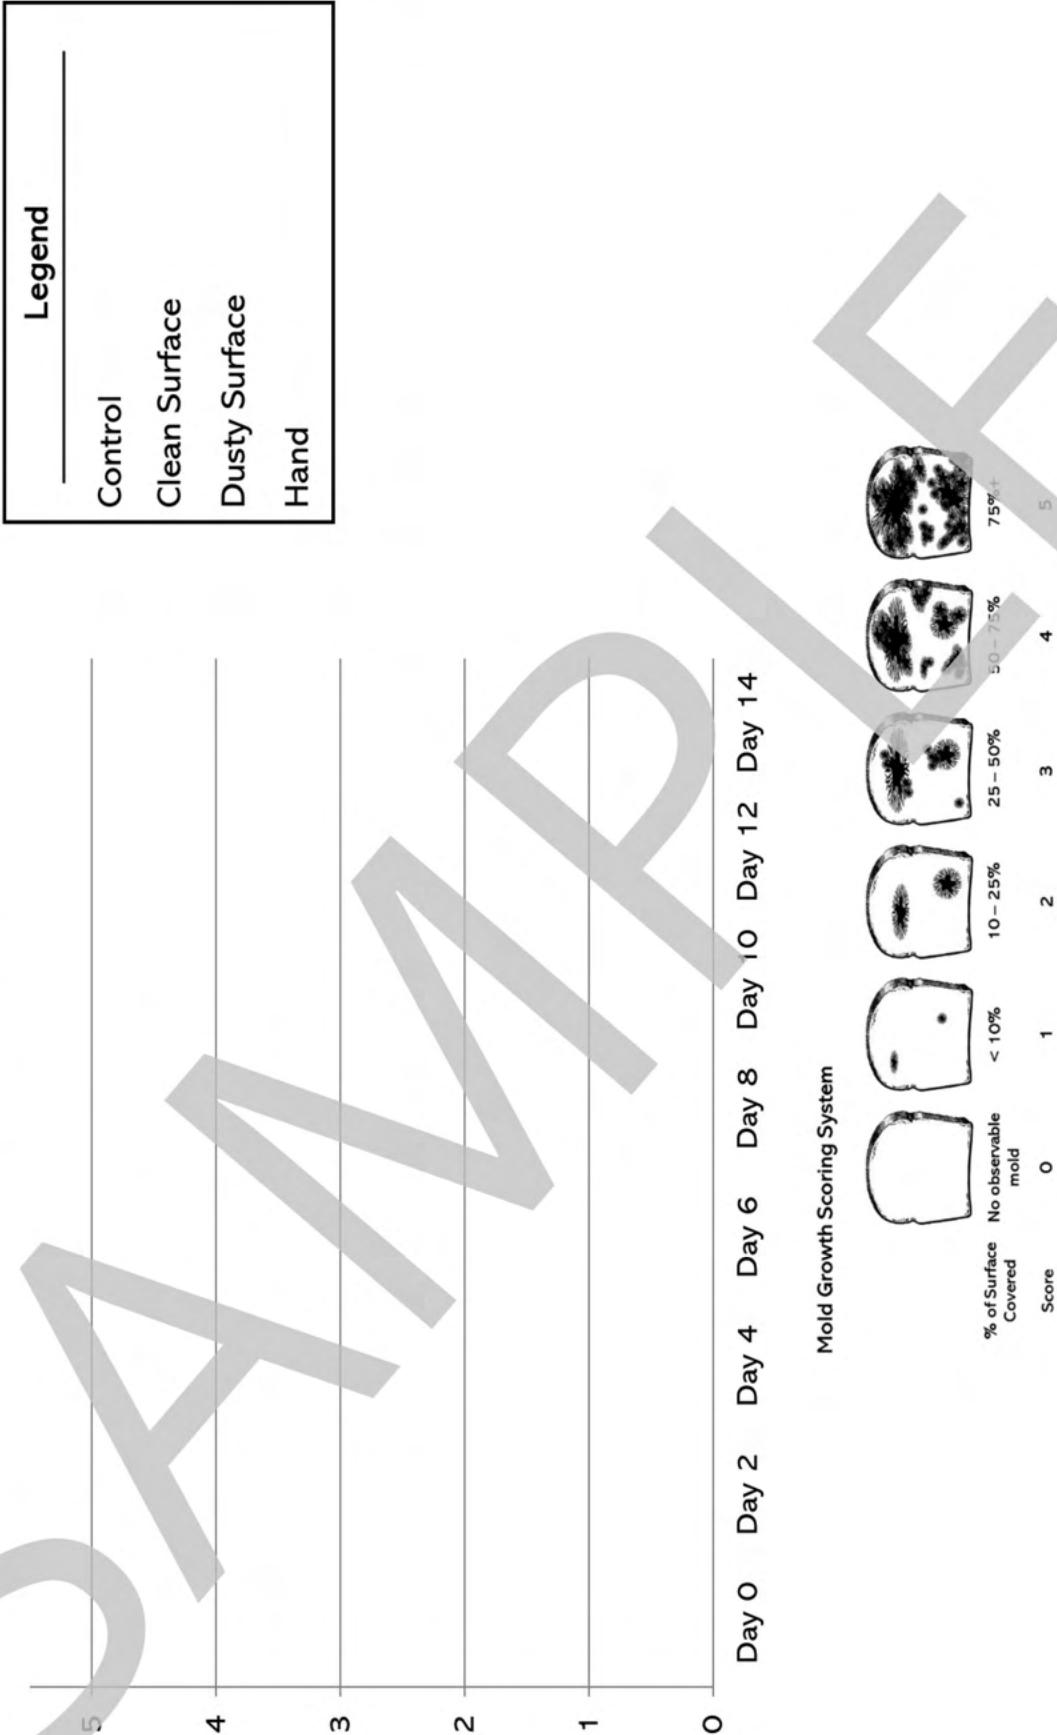 Legend
Control
Clean Surface
Dusty Surface
Hand
5
4
3
2
1
0
Day 0 Day 2 Day 4 Day 6 Day 8 Day 10 Day 12 Day 14
Mold Growth Scoring System
% of Surface Covered
No observable mold
< 10%
10 – 25%
25 – 50%
50 – 75%
75%+
Score 0 1 2 3 4 5
SAMPLE